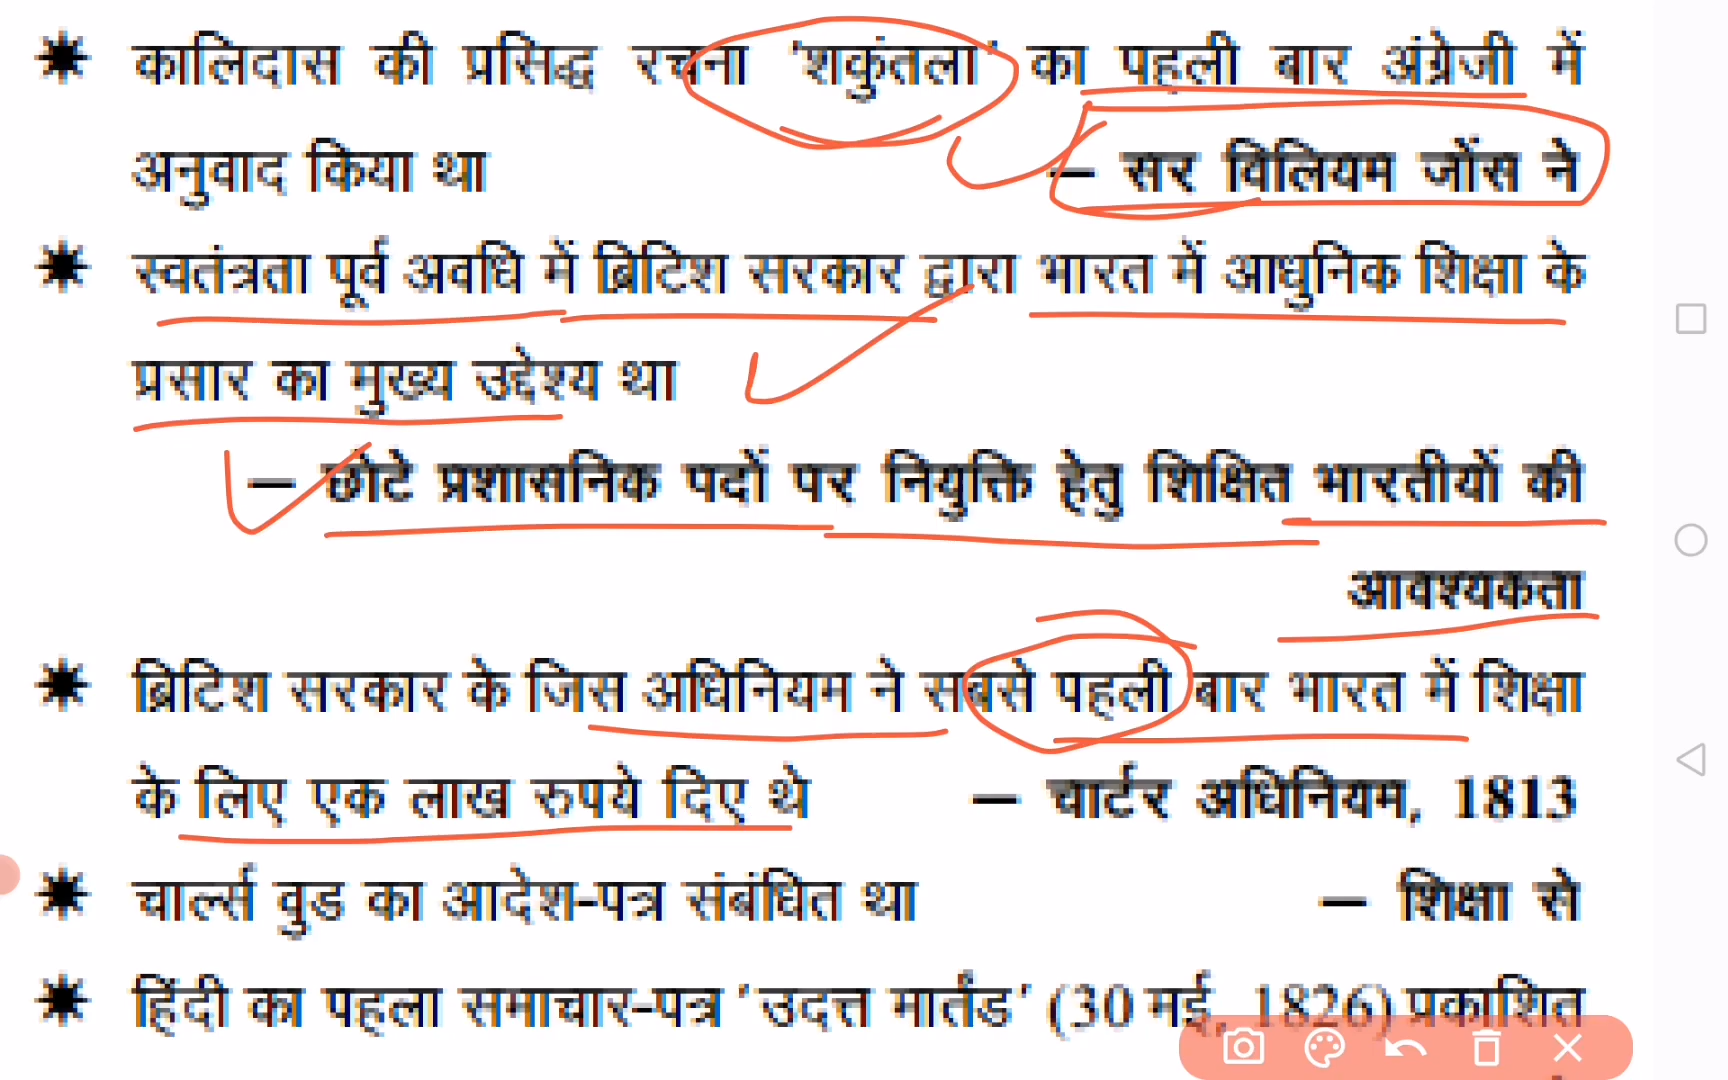 ✷ कालिदास की प्रसिद्ध रचना 'शकुंतला' का पहली बार अंग्रेजी में
अनुवाद किया था — सर विलियम जोंस ने
✷ स्वतंत्रता पूर्व अवधि में ब्रिटिश सरकार द्वारा भारत में आधुनिक शिक्षा के
प्रसार का मुख्य उद्देश्य था
— छोटे प्रशासनिक पदों पर नियुक्ति हेतु शिक्षित भारतीयों की
आवश्यकता
✷ ब्रिटिश सरकार के जिस अधिनियम ने सबसे पहली बार भारत में शिक्षा
के लिए एक लाख रुपये दिए थे — चार्टर अधिनियम, 1813
✷ चार्ल्स वुड का आदेश-पत्र संबंधित था — शिक्षा से
✷ हिंदी का पहला समाचार-पत्र 'उदत्त मार्तंड' (30 मई, 1826) प्रकाशित